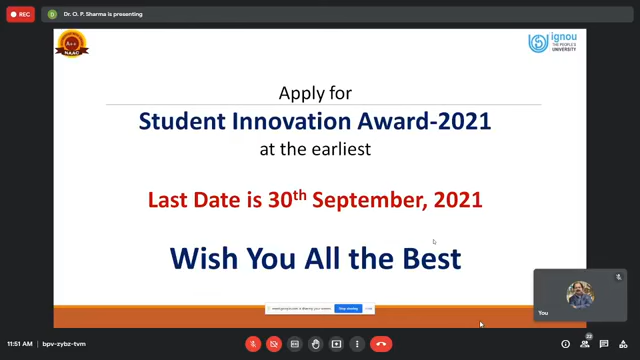 REC
D
Dr. O. P. Sharma is presenting
A++
NAAC
ignou
THE PEOPLE'S
UNIVERSITY
Apply for
Student Innovation Award-2021
at the earliest
Last Date is 30th September, 2021
Wish You All the Best
Stop sharing
Hide
You
11:51 AM | bpv-zybz-tvm
22